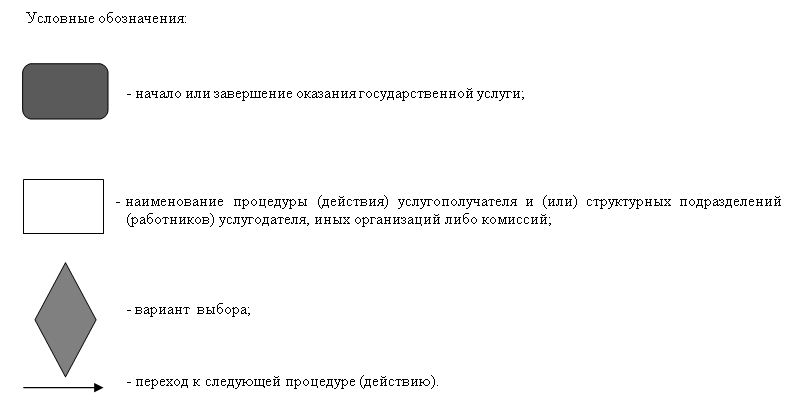 Условные обозначения:
- начало или завершение оказания государственной услуги;
- наименование процедуры (действия) услугополучателя и (или) структурных подразделений
(работников) услугодателя, иных организаций либо комиссий;
- вариант выбора;
- переход к следующей процедуре (действию).